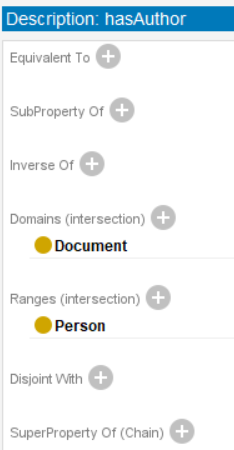 Description: hasAuthor
Equivalent To
SubProperty Of
Inverse Of
Domains (intersection)
Document
Ranges (intersection)
Person
Disjoint With
SuperProperty Of (Chain)